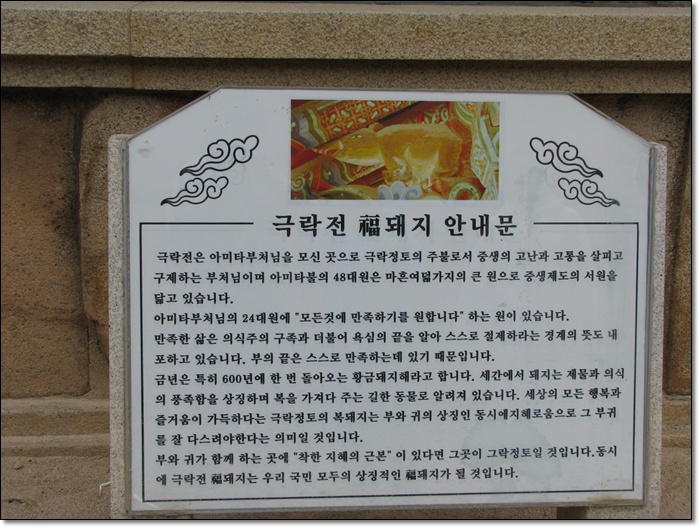 극락전 福돼지 안내문
극락전은 아미타부처님을 모신 곳으로 극락정토의 주불로서 중생의 고난과 고통을 살피고
구제하는 부처님이며 아미타불의 48대원은 마흔여덟가지의 큰 원으로 중생제도의 서원을
닮고 있습니다.
아미타부처님의 24대원에 "모든것에 만족하기를 원합니다" 하는 원이 있습니다.
만족한 삶은 의식주의 구족과 더불어 욕심의 끝을 알아 스스로 절제하라는 경계의 뜻도 내
포하고 있습니다. 부의 끝은 스스로 만족하는데 있기 때문입니다.
금년은 특히 600년에 한 번 돌아오는 황금돼지해라고 합니다. 세간에서 돼지는 제물과 의식
의 풍족함을 상징하며 복을 가져다 주는 길한 동물로 알려져 있습니다. 세상의 모든 행복과
즐거움이 가득하다는 극락정토의 복돼지는 부와 귀의 상징인 동시에지혜로움으로 그 부귀
를 잘 다스려야한다는 의미일 것입니다.
부와 귀가 함께 하는 곳에 "착한 지혜의 근본" 이 있다면 그곳이 그락정토일 것입니다.동시
에 극락전 福돼지는 우리 국민 모두의 상징적인 福돼지가 될 것입니다.